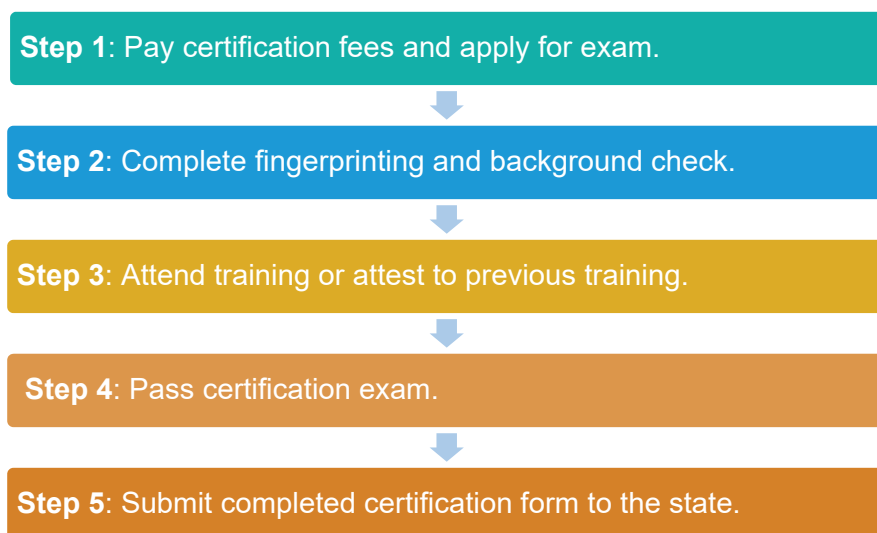 Step 1: Pay certification fees and apply for exam.
Step 2: Complete fingerprinting and background check.
Step 3: Attend training or attest to previous training.
Step 4: Pass certification exam.
Step 5: Submit completed certification form to the state.